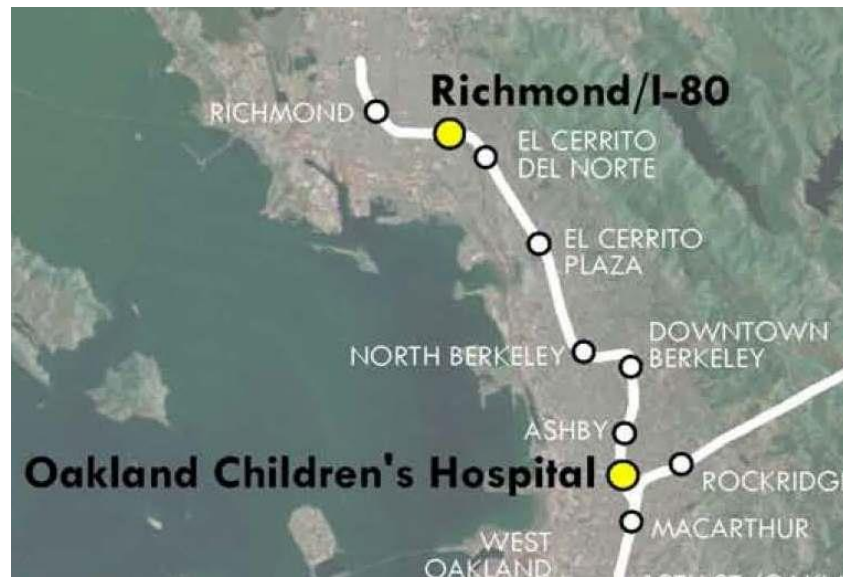 Richmond/I-80
RICHMOND
EL CERRITO
DEL NORTE
EL CERRITO
PLAZA
DOWNTOWN
NORTH BERKELEY
BERKELEY
ASHBY
Oakland Children's Hospital
ROCKRIDGE
MACARTHUR
WEST
OAKLAND